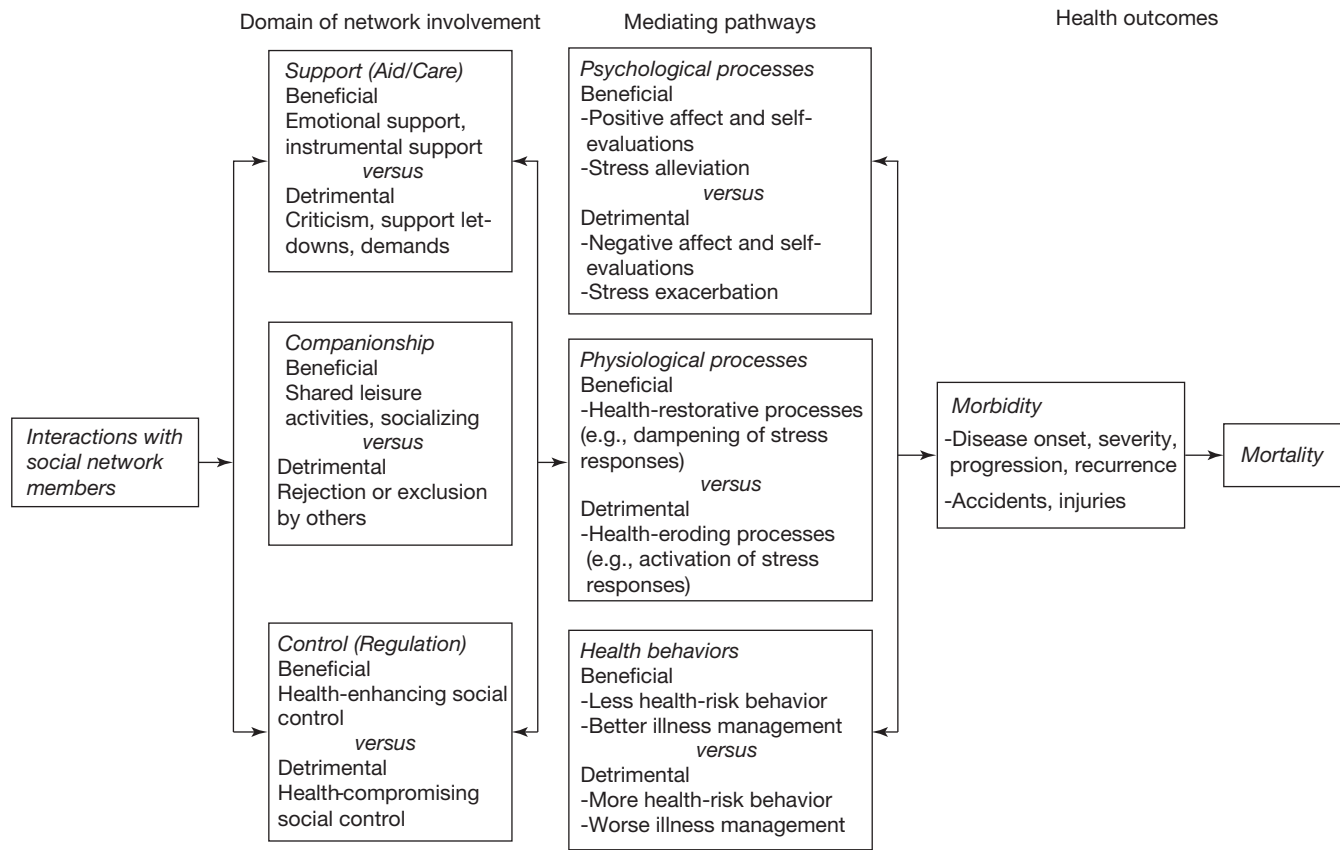 Domain of network involvement
Mediating pathways
Health outcomes
Interactions with
social network
members
Support (Aid/Care)
Beneficial
Emotional support,
instrumental support
versus
Detrimental
Criticism, support let-
downs, demands
Companionship
Beneficial
Shared leisure
activities, socializing
versus
Detrimental
Rejection or exclusion
by others
Control (Regulation)
Beneficial
Health-enhancing social
control
versus
Detrimental
Health-compromising
social control
Psychological processes
Beneficial
-Positive affect and self-
evaluations
-Stress alleviation
versus
Detrimental
-Negative affect and self-
evaluations
-Stress exacerbation
Physiological processes
Beneficial
-Health-restorative processes
(e.g., dampening of stress
responses)
versus
Detrimental
-Health-eroding processes
(e.g., activation of stress
responses)
Health behaviors
Beneficial
-Less health-risk behavior
-Better illness management
versus
Detrimental
-More health-risk behavior
-Worse illness management
Morbidity
-Disease onset, severity,
progression, recurrence
-Accidents, injuries
Mortality